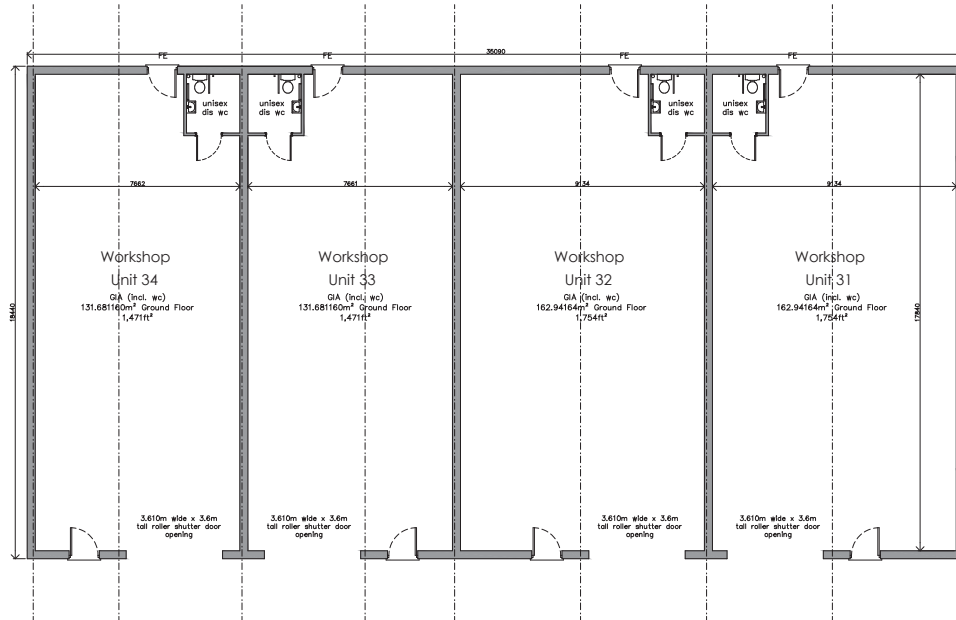 35090
FE
FE
FE
FE
unisex
dis wc
unisex
dis wc
unisex
dis wc
unisex
dis wc
7662
7661
9134
9134
Workshop
Unit 34
GIA (incl. wc)
131.681160m² Ground Floor
1,471ft²
Workshop
Unit 33
GIA (incl. wc)
131.681160m² Ground Floor
1,471ft²
Workshop
Unit 32
GIA (incl. wc)
162.94164m² Ground Floor
1,754ft²
Workshop
Unit 31
GIA (incl. wc)
162.94164m² Ground Floor
1,754ft²
18440
17840
3.610m wide x 3.6m
tall roller shutter door
opening
3.610m wide x 3.6m
tall roller shutter door
opening
3.610m wide x 3.6m
tall roller shutter door
opening
3.610m wide x 3.6m
tall roller shutter door
opening